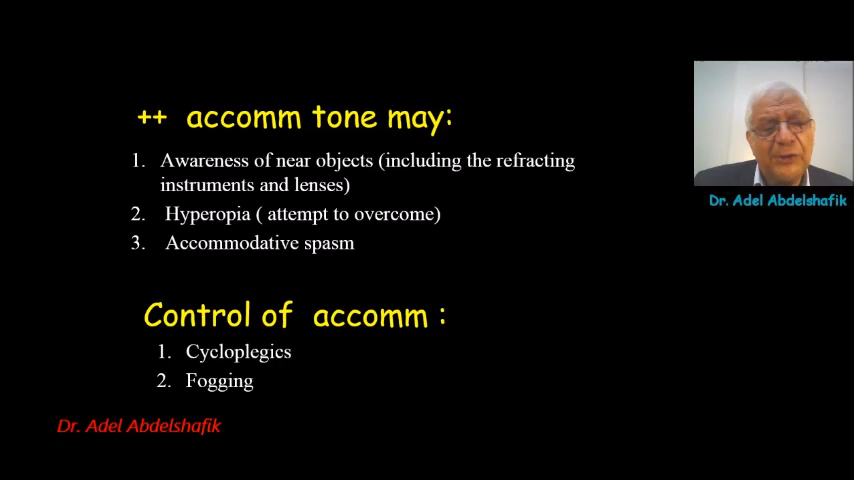 ++ accomm tone may:
1. Awareness of near objects (including the refracting
instruments and lenses)
2. Hyperopia ( attempt to overcome)
3. Accommodative spasm
Control of accomm :
1. Cycloplegics
2. Fogging
Dr. Adel Abdelshafik
Dr. Adel Abdelshafik